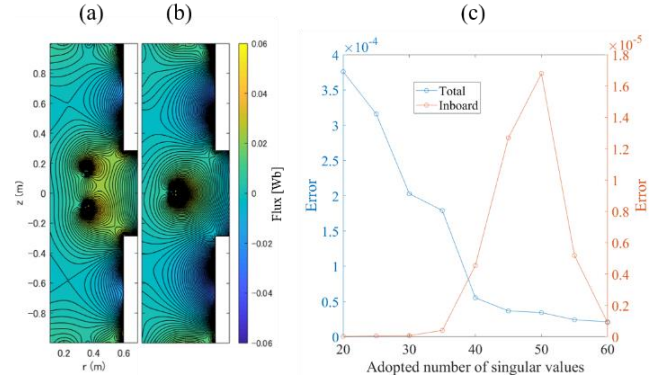 (a)
(b)
(c)
z (m)
0.8
0.6
0.4
0.2
0
-0.2
-0.4
-0.6
-0.8
0.2 0.4 0.6
r (m)
0.06
0.04
0.02
0
-0.02
-0.04
-0.06
Flux [Wb]
×10-4
4
3.5
3
2.5
2
1.5
1
0.5
0
Error
Total
Inboard
×10-5
1.8
1.6
1.4
1.2
1
0.8
0.6
0.4
0.2
0
Error
20 30 40 50 60
Adopted number of singular values